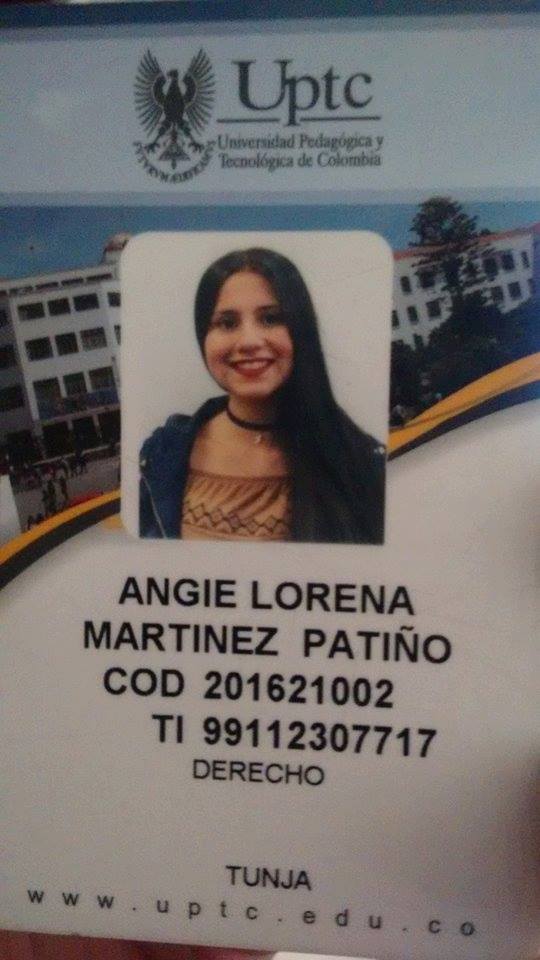 Uptc
Universidad Pedagógica y
Tecnológica de Colombia
ANGIE LORENA
MARTINEZ PATIÑO
COD 201621002
TI 99112307717
DERECHO
TUNJA
www.uptc.edu.co